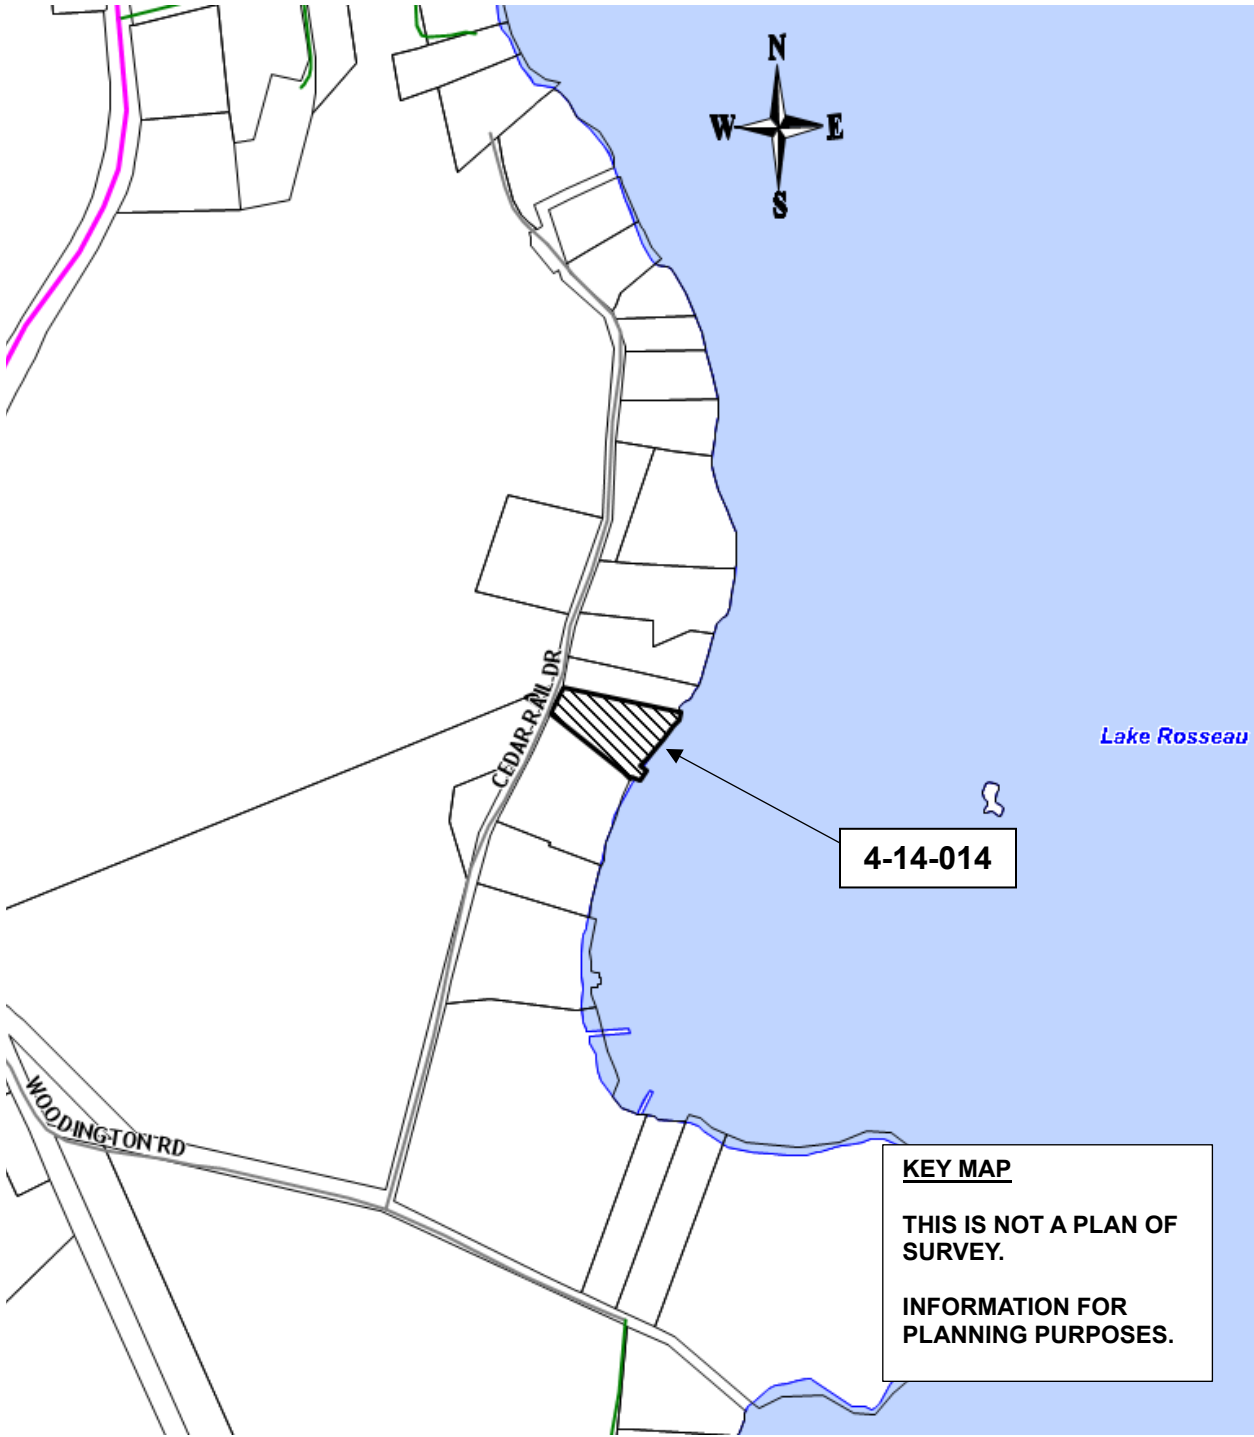 N
W E
S
CEDAR RAIL DR
Lake Rosseau
4-14-014
WOODINGTON RD
KEY MAP
THIS IS NOT A PLAN OF
SURVEY.
INFORMATION FOR
PLANNING PURPOSES.